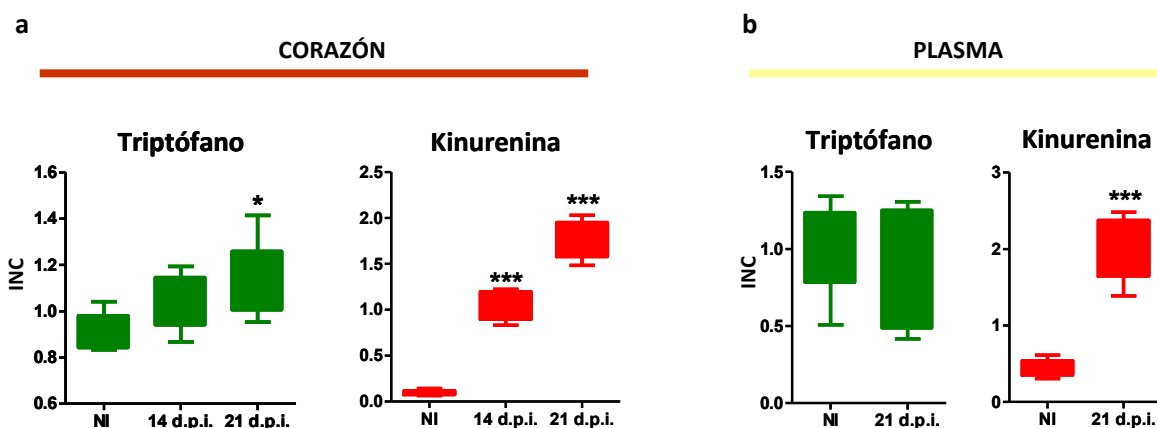 a
CORAZÓN
Triptófano
INC
1.6
1.4
1.2
1.0
0.8
0.6
*
NI 14 d.p.i. 21 d.p.i.
Kinurenina
2.5
2.0
1.5
1.0
0.5
0.0
***
***
NI 14 d.p.i. 21 d.p.i.
b
PLASMA
Triptófano
INC
1.5
1.0
0.5
0.0
NI 21 d.p.i.
Kinurenina
3
2
1
0
***
NI 21 d.p.i.